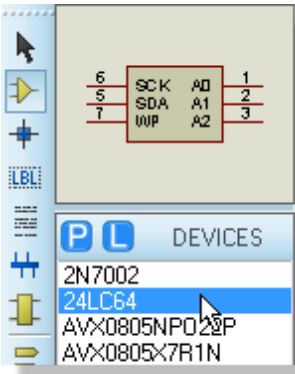 6 SCK A0 1
5 SDA A1 2
7 WP A2 3
LBL
P L DEVICES
2N7002
24LC64
AVX0805NPO22P
AVX0805X7R1N